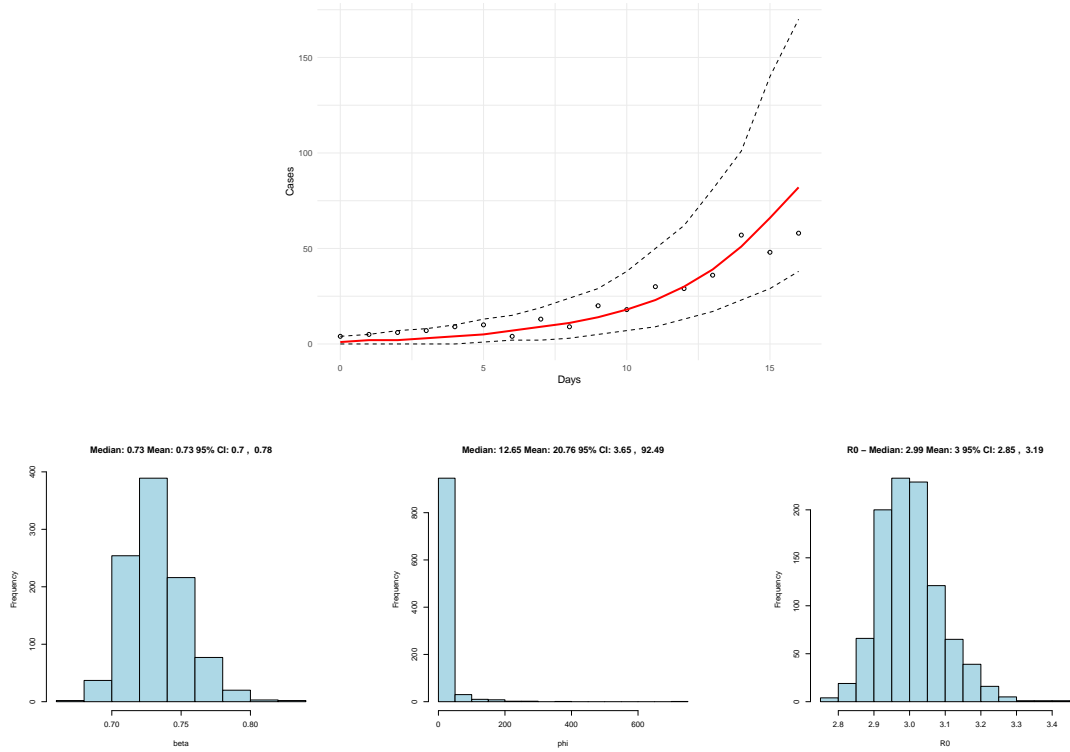 150
100
50
0
Cases
0 5 10 15
Days
Median: 0.73 Mean: 0.73 95% CI: 0.7 , 0.78
400
300
200
100
0
Frequency
0.70 0.75 0.80
beta
Median: 12.65 Mean: 20.76 95% CI: 3.65 , 92.49
800
600
400
200
0
Frequency
0 200 400 600
phi
R0 − Median: 2.99 Mean: 3 95% CI: 2.85 , 3.19
200
150
100
50
0
Frequency
2.8 2.9 3.0 3.1 3.2 3.3 3.4
R0